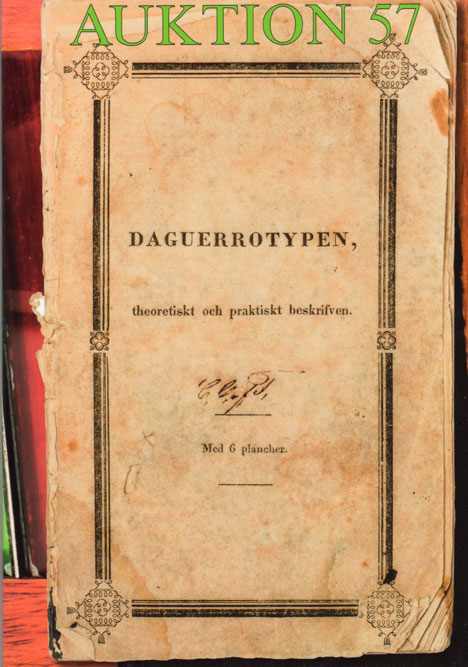 AUKTION 57
DAGUERROTYPEN,
theoretiskt och praktiskt beskrifven.
Med 6 plancher.